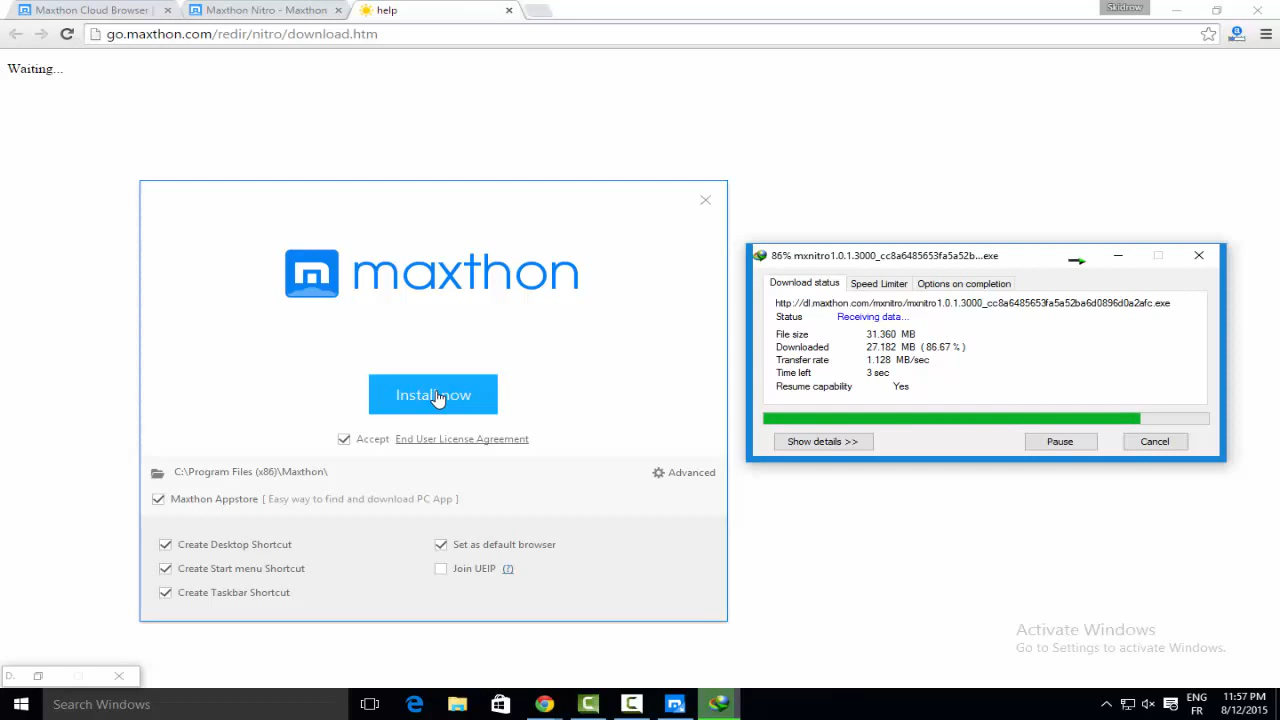 Maxthon Cloud Browser |
Maxthon Nitro - Maxthon
help
Skidrow
go.maxthon.com/redir/nitro/download.htm
Waiting...
maxthon
Install now
Accept End User License Agreement
C:\Program Files (x86)\Maxthon\
Advanced
Maxthon Appstore [ Easy way to find and download PC App ]
Create Desktop Shortcut
Set as default browser
Create Start menu Shortcut
Join UEIP (?)
Create Taskbar Shortcut
86% mxnitro1.0.1.3000_cc8a6485653fa5a52b...exe
Download status
Speed Limiter
Options on completion
http://dl.maxthon.com/mxnitro/mxnitro1.0.1.3000_cc8a6485653fa5a52ba6d0896d0a2afc.exe
Status Receiving data...
File size 31.360 MB
Downloaded 27.182 MB ( 86.67 % )
Transfer rate 1.128 MB/sec
Time left 3 sec
Resume capability Yes
Show details >>
Pause
Cancel
Activate Windows
Go to Settings to activate Windows.
D.
Search Windows
ENG
FR
11:57 PM
8/12/2015